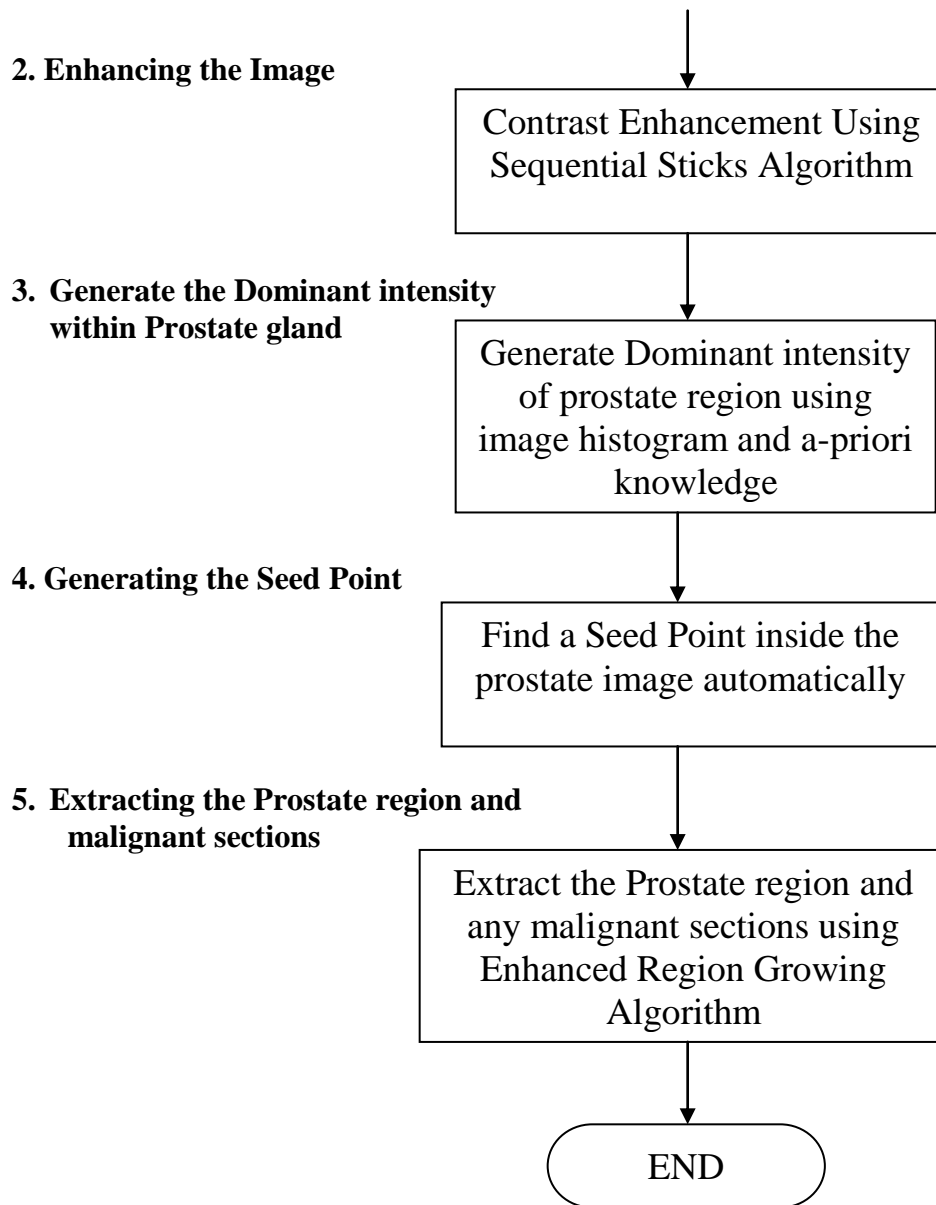 2. Enhancing the Image
Contrast Enhancement Using
Sequential Sticks Algorithm
3. Generate the Dominant intensity
within Prostate gland
Generate Dominant intensity
of prostate region using
image histogram and a-priori
knowledge
4. Generating the Seed Point
Find a Seed Point inside the
prostate image automatically
5. Extracting the Prostate region and
malignant sections
Extract the Prostate region and
any malignant sections using
Enhanced Region Growing
Algorithm
END